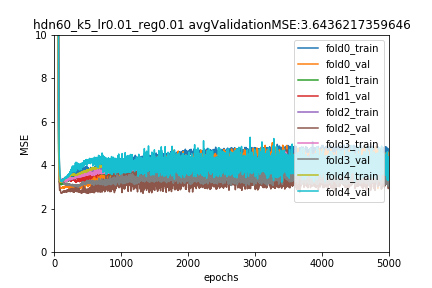 hdn60_k5_lr0.01_reg0.01 avgValidationMSE:3.6436217359646
10
8
6
4
2
0
MSE
0 1000 2000 3000 4000 5000
epochs
fold0_train
fold0_val
fold1_train
fold1_val
fold2_train
fold2_val
fold3_train
fold3_val
fold4_train
fold4_val